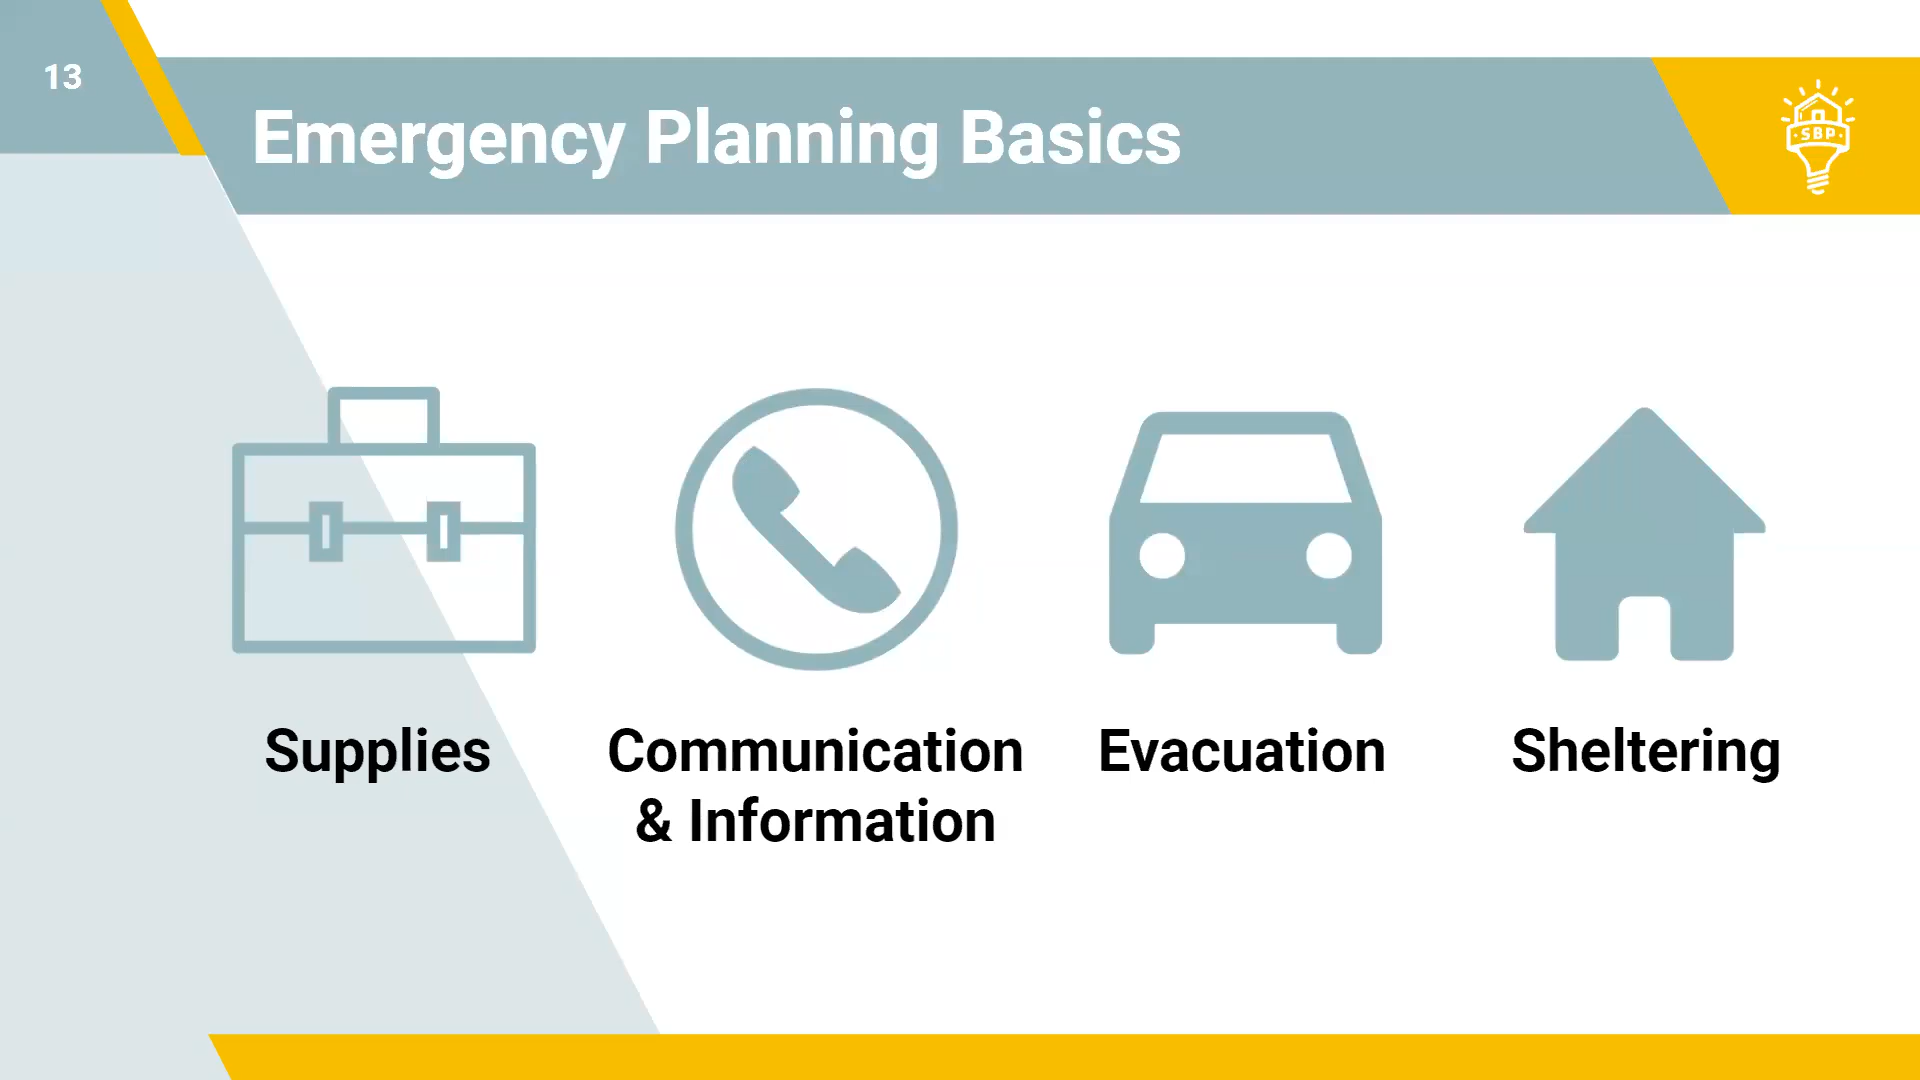 13
Emergency Planning Basics
·SBP·
Supplies
Communication
& Information
Evacuation
Sheltering